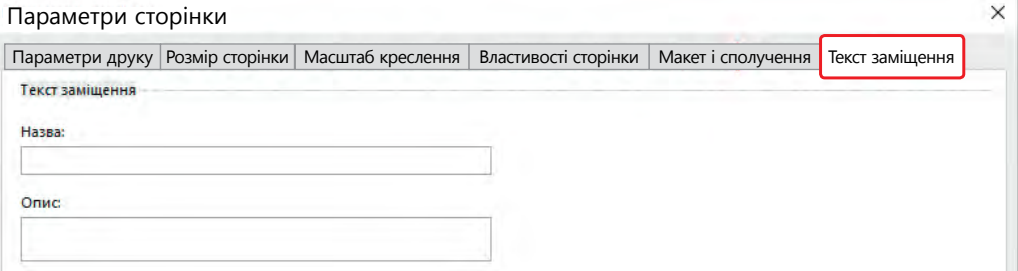 Параметри сторінки
Параметри друку Розмір сторінки Масштаб креслення Властивості сторінки Макет і сполучення Текст заміщення
Текст заміщення
Назва:
Опис: